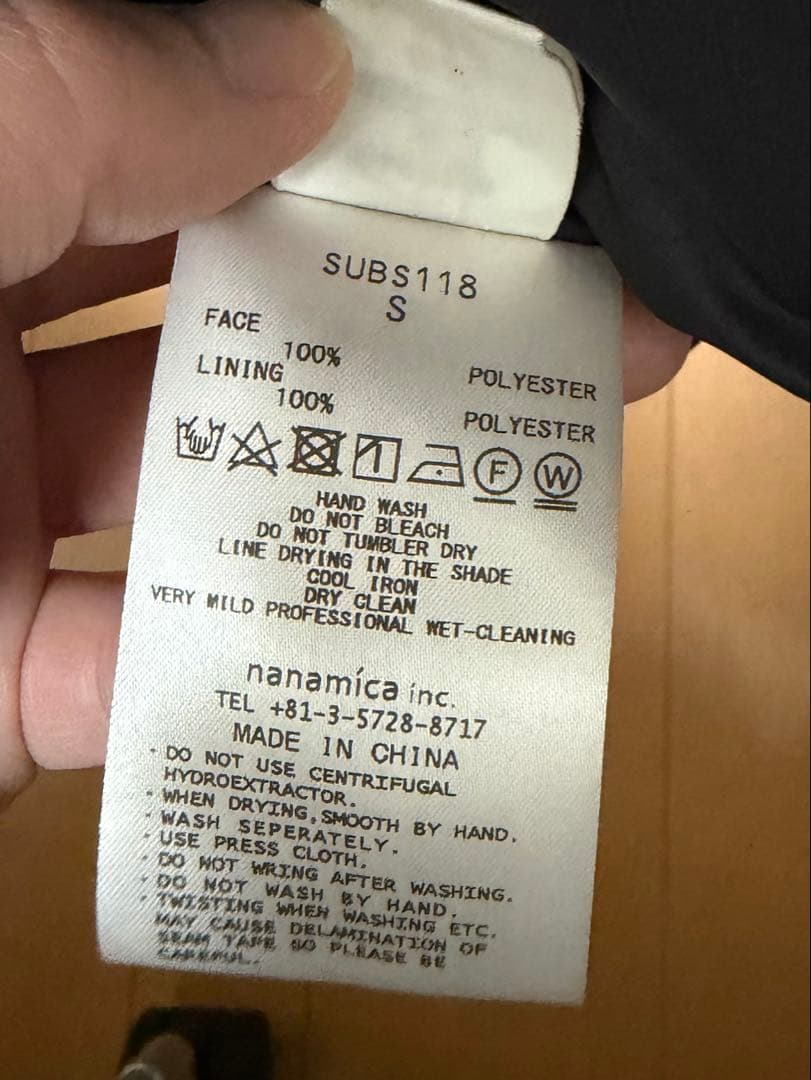 SUBS118
S
FACE
100% POLYESTER
LINING
100% POLYESTER
F W
HAND WASH
DO NOT BLEACH
DO NOT TUMBLER DRY
LINE DRYING IN THE SHADE
COOL IRON
DRY CLEAN
VERY MILD PROFESSIONAL WET-CLEANING
nanamíca inc.
TEL +81-3-5728-8717
MADE IN CHINA
・DO NOT USE CENTRIFUGAL
HYDROEXTRACTOR.
・WHEN DRYING,SMOOTH BY HAND.
・WASH SEPERATELY.
・USE PRESS CLOTH.
・DO NOT WRING AFTER WASHING.
・DO NOT WASH BY HAND.
・TWISTING WHEN WASHING ETC.
MAY CAUSE DELAMINATION OF
SEAM TAPE SO PLEASE BE
CAREFUL.